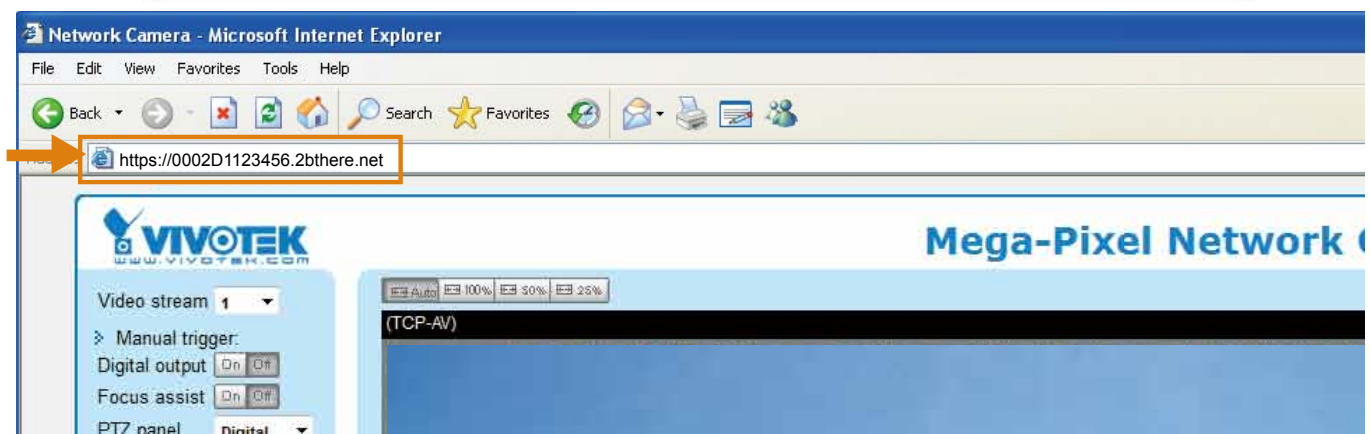 Network Camera - Microsoft Internet Explorer
File Edit View Favorites Tools Help
Back Search Favorites
https://0002D1123456.2bthere.net
VIVOTEK
www.vivotek.com
Mega-Pixel Network
Video stream 1
Auto 100% 50% 25%
(TCP-AV)
Manual trigger:
Digital output On Off
Focus assist On Off
PTZ panel Digital